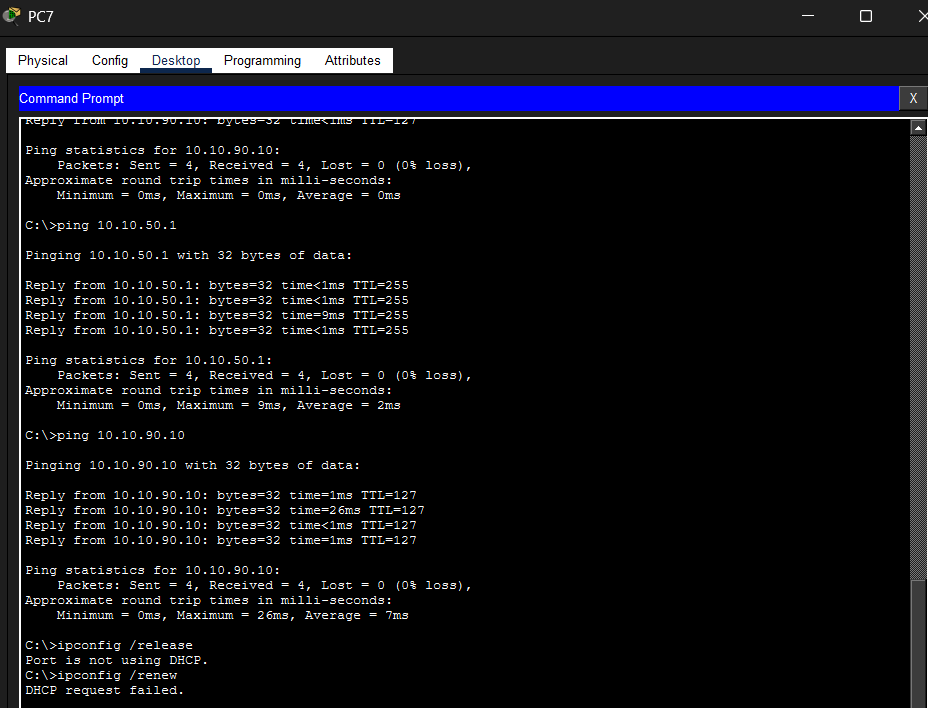 PC7
Physical Config Desktop Programming Attributes
Command Prompt X
Reply from 10.10.90.10: bytes=32 time<1ms TTL=127
Ping statistics for 10.10.90.10:
Packets: Sent = 4, Received = 4, Lost = 0 (0% loss),
Approximate round trip times in milli-seconds:
Minimum = 0ms, Maximum = 0ms, Average = 0ms
C:\>ping 10.10.50.1
Pinging 10.10.50.1 with 32 bytes of data:
Reply from 10.10.50.1: bytes=32 time<1ms TTL=255
Reply from 10.10.50.1: bytes=32 time<1ms TTL=255
Reply from 10.10.50.1: bytes=32 time=9ms TTL=255
Reply from 10.10.50.1: bytes=32 time<1ms TTL=255
Ping statistics for 10.10.50.1:
Packets: Sent = 4, Received = 4, Lost = 0 (0% loss),
Approximate round trip times in milli-seconds:
Minimum = 0ms, Maximum = 9ms, Average = 2ms
C:\>ping 10.10.90.10
Pinging 10.10.90.10 with 32 bytes of data:
Reply from 10.10.90.10: bytes=32 time=1ms TTL=127
Reply from 10.10.90.10: bytes=32 time=26ms TTL=127
Reply from 10.10.90.10: bytes=32 time<1ms TTL=127
Reply from 10.10.90.10: bytes=32 time=1ms TTL=127
Ping statistics for 10.10.90.10:
Packets: Sent = 4, Received = 4, Lost = 0 (0% loss),
Approximate round trip times in milli-seconds:
Minimum = 0ms, Maximum = 26ms, Average = 7ms
C:\>ipconfig /release
Port is not using DHCP.
C:\>ipconfig /renew
DHCP request failed.